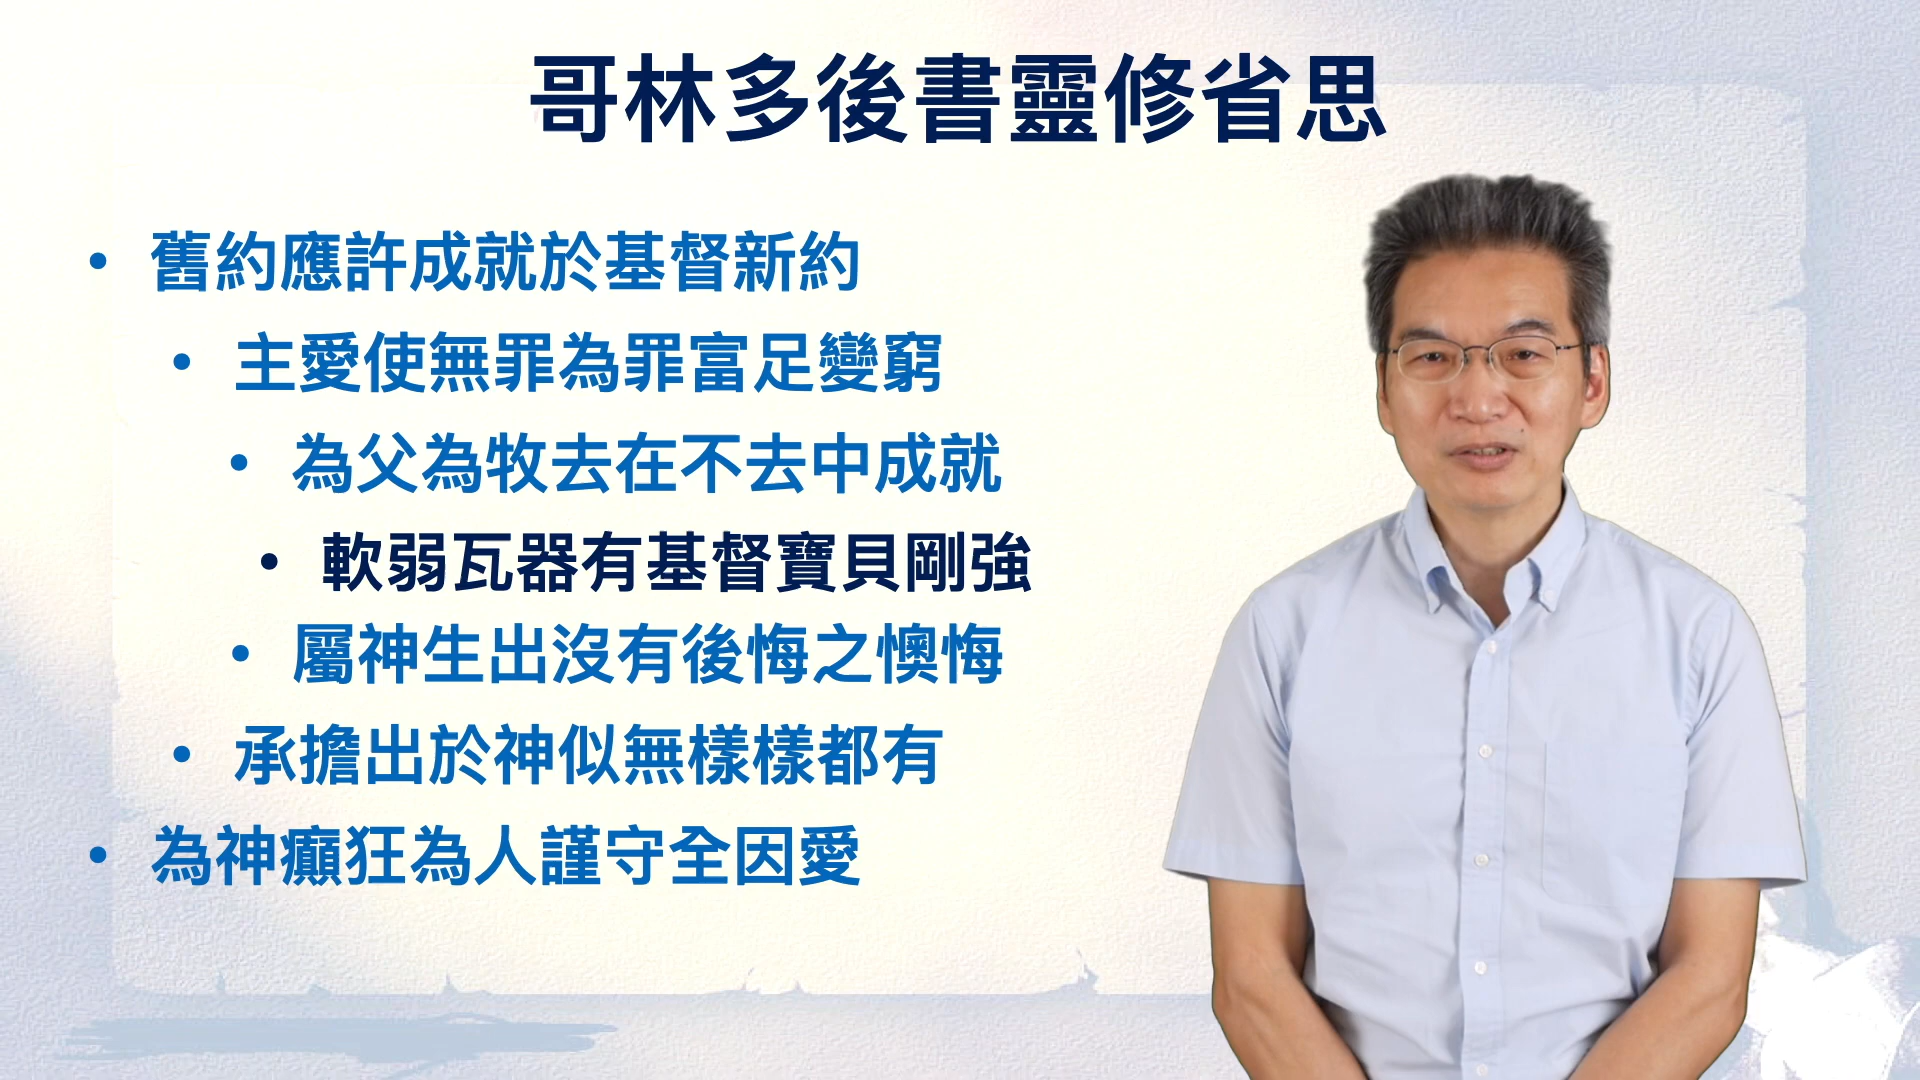 哥林多後書靈修省思
• 舊約應許成就於基督新約
• 主愛使無罪為罪富足變窮
• 為父為牧去在不去中成就
• 軟弱瓦器有基督寶貝剛強
• 屬神生出沒有後悔之懊悔
• 承擔出於神似無樣樣都有
• 為神癲狂為人謹守全因愛